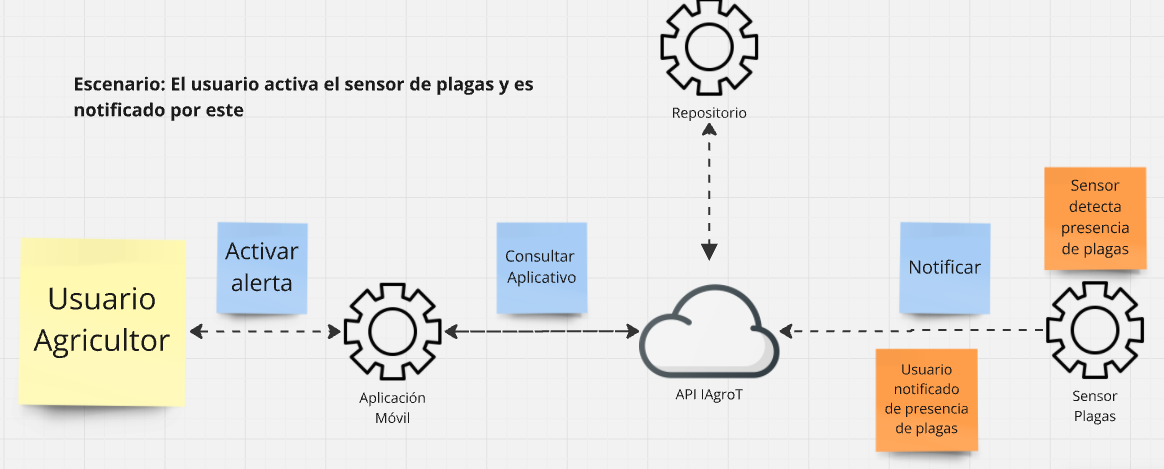 Repositorio
Escenario: El usuario activa el sensor de plagas y es
notificado por este
Sensor
detecta
presencia
de plagas
Activar
alerta
Consultar
Aplicativo
Notificar
Usuario
Agricultor
Aplicación
Móvil
API IAgroT
Usuario
notificado
de presencia
de plagas
Sensor
Plagas